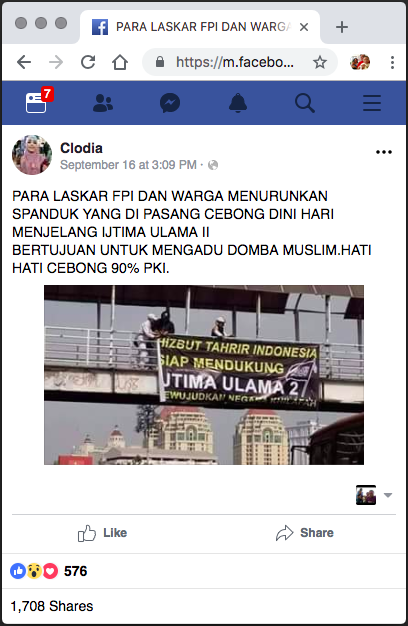 PARA LASKAR FPI DAN WARGA
https://m.facebo...
7
Clodia
September 16 at 3:09 PM ·
PARA LASKAR FPI DAN WARGA MENURUNKAN
SPANDUK YANG DI PASANG CEBONG DINI HARI
MENJELANG IJTIMA ULAMA II
BERTUJUAN UNTUK MENGADU DOMBA MUSLIM.HATI
HATI CEBONG 90% PKI.
HIZBUT TAHRIR INDONESIA
SIAP MENDUKUNG
IJTIMA ULAMA 2
Like
Share
576
1,708 Shares